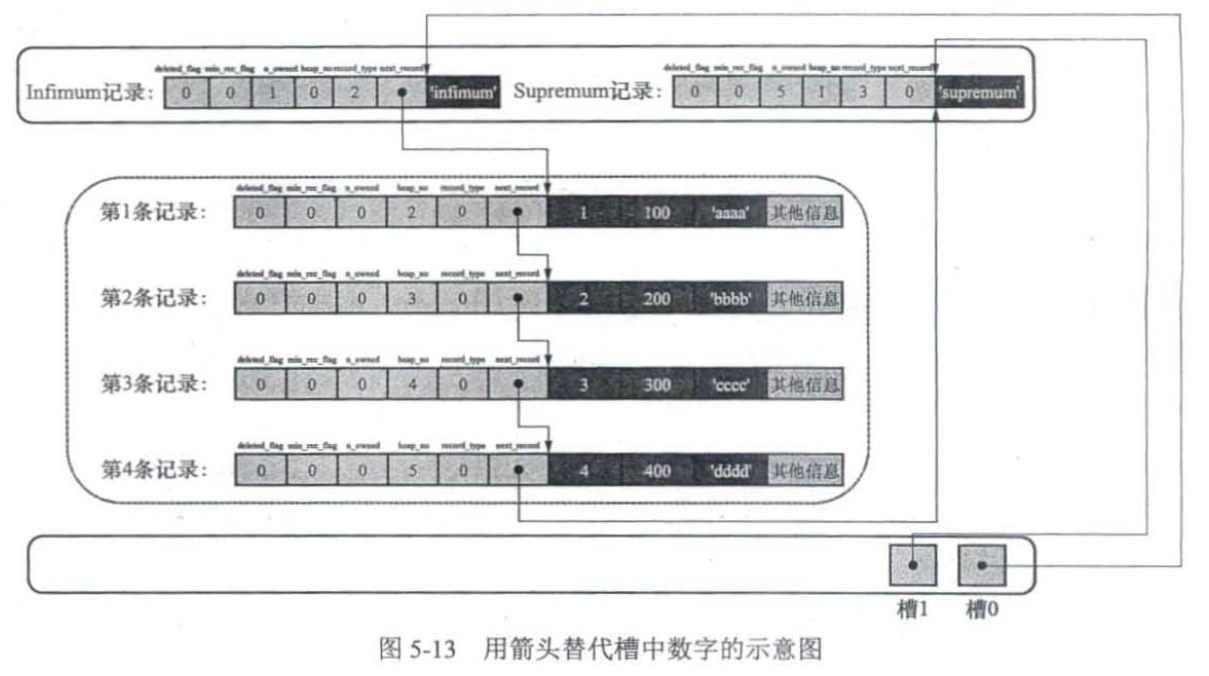 deleted_flag min_rec_flag n_owned heap_no record_type next_record deleted_flag min_rec_flag n_owned heap_no record_type next_record
Infimum记录: 0 0 1 0 2 'infimum' Supremum记录: 0 0 5 1 3 0 'supremum'
deleted_flag min_rec_flag n_owned heap_no record_type next_record
第1条记录: 0 0 0 2 0 1 100 'aaaa' 其他信息
deleted_flag min_rec_flag n_owned heap_no record_type next_record
第2条记录: 0 0 0 3 0 2 200 'bbbb' 其他信息
deleted_flag min_rec_flag n_owned heap_no record_type next_record
第3条记录: 0 0 0 4 0 3 300 'cccc' 其他信息
deleted_flag min_rec_flag n_owned heap_no record_type next_record
第4条记录: 0 0 0 5 0 4 400 'dddd' 其他信息
槽1 槽0
图 5-13 用箭头替代槽中数字的示意图